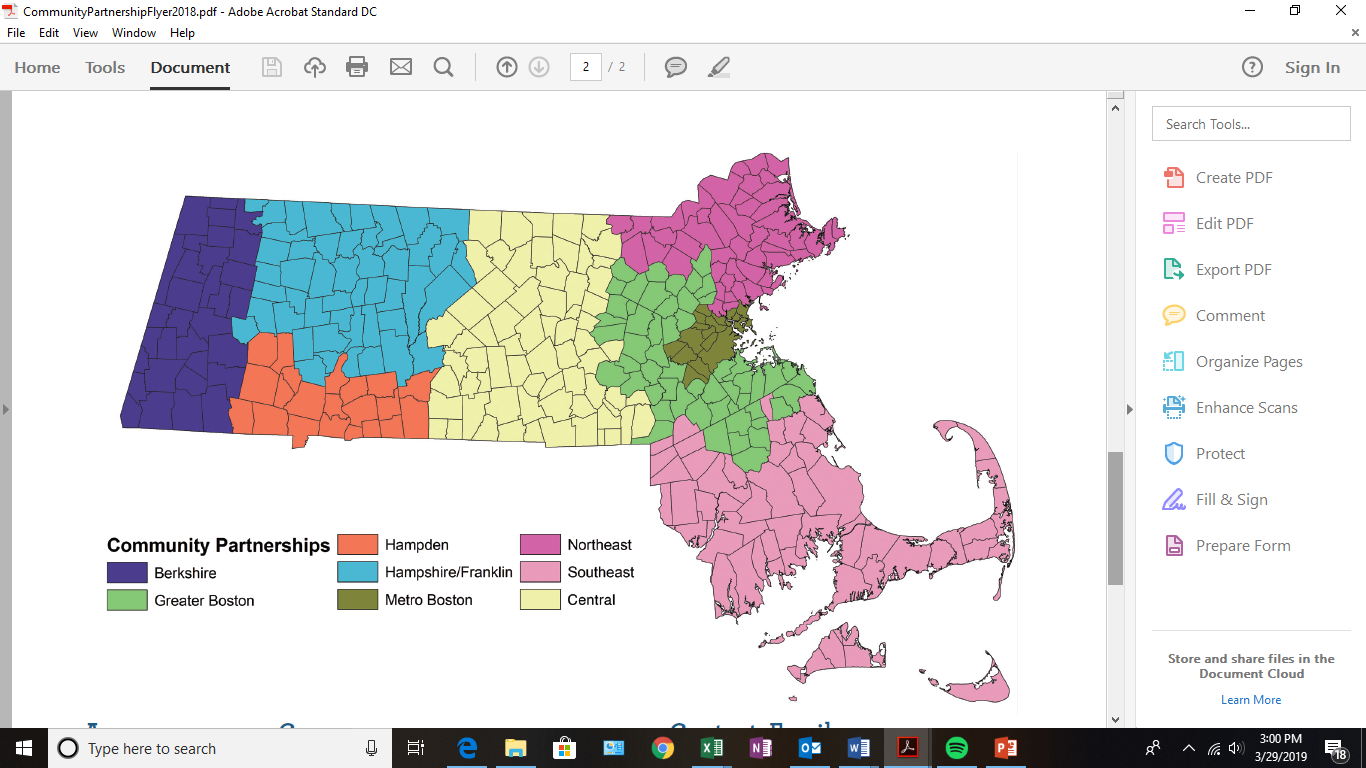 CommunityPartnershipFlyer2018.pdf - Adobe Acrobat Standard DC
File Edit View Window Help
Home Tools Document 2 / 2 Sign In
Search Tools...
Create PDF
Edit PDF
Export PDF
Comment
Organize Pages
Enhance Scans
Protect
Fill & Sign
Prepare Form
Community Partnerships
Berkshire
Greater Boston
Hampden
Hampshire/Franklin
Metro Boston
Northeast
Southeast
Central
Store and share files in the
Document Cloud
Learn More
Type here to search
3:00 PM
3/29/2019
18